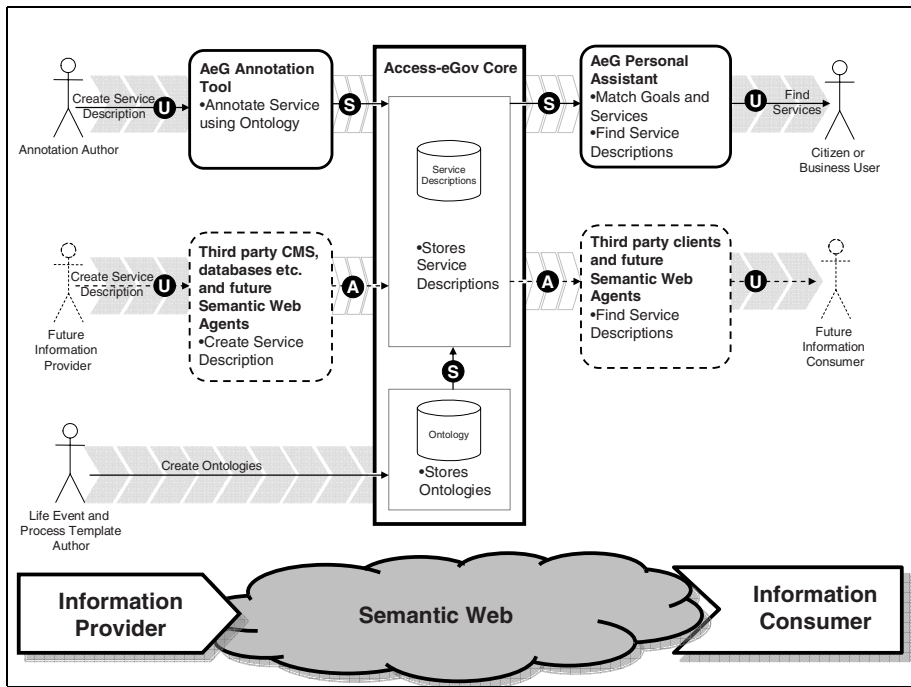 Create Service
Description
U
Annotation Author
AeG Annotation
Tool
•Annotate Service
using Ontology
S
Access-eGov Core
Service
Descriptions
•Stores
Service
Descriptions
S
AeG Personal
Assistant
•Match Goals and
Services
•Find Service
Descriptions
U
Find
Services
Citizen or
Business User
Create Service
Description
U
Future
Information
Provider
Third party CMS,
databases etc.
and future
Semantic Web
Agents
•Create Service
Description
A
A
Third party clients
and future
Semantic Web
Agents
•Find Service
Descriptions
U
Future
Information
Consumer
S
Ontology
•Stores
Ontologies
Create Ontologies
Life Event and
Process Template
Author
Information
Provider
Semantic Web
Information
Consumer